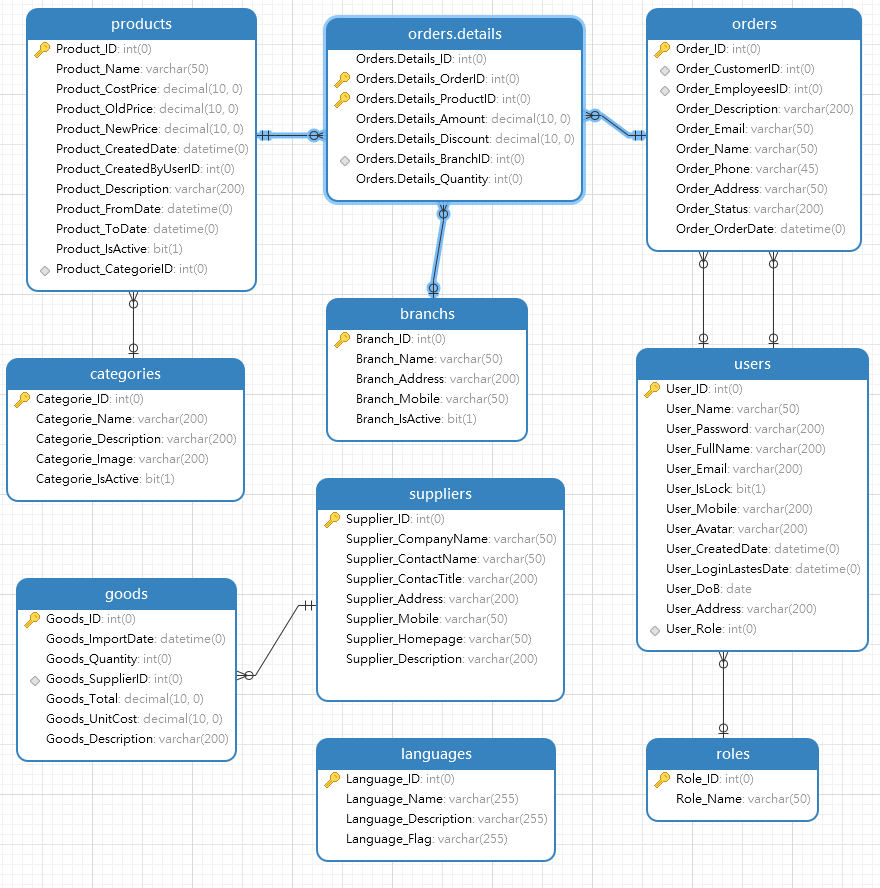 products
Product_ID: int(0)
Product_Name: varchar(50)
Product_CostPrice: decimal(10, 0)
Product_OldPrice: decimal(10, 0)
Product_NewPrice: decimal(10, 0)
Product_CreatedDate: datetime(0)
Product_CreatedByUserID: int(0)
Product_Description: varchar(200)
Product_FromDate: datetime(0)
Product_ToDate: datetime(0)
Product_IsActive: bit(1)
Product_CategorieID: int(0)
orders.details
Orders.Details_ID: int(0)
Orders.Details_OrderID: int(0)
Orders.Details_ProductID: int(0)
Orders.Details_Amount: decimal(10, 0)
Orders.Details_Discount: decimal(10, 0)
Orders.Details_BranchID: int(0)
Orders.Details_Quantity: int(0)
orders
Order_ID: int(0)
Order_CustomerID: int(0)
Order_EmployeesID: int(0)
Order_Description: varchar(200)
Order_Email: varchar(50)
Order_Name: varchar(50)
Order_Phone: varchar(45)
Order_Address: varchar(50)
Order_Status: varchar(200)
Order_OrderDate: datetime(0)
categories
Categorie_ID: int(0)
Categorie_Name: varchar(200)
Categorie_Description: varchar(200)
Categorie_Image: varchar(200)
Categorie_IsActive: bit(1)
branchs
Branch_ID: int(0)
Branch_Name: varchar(50)
Branch_Address: varchar(200)
Branch_Mobile: varchar(50)
Branch_IsActive: bit(1)
users
User_ID: int(0)
User_Name: varchar(50)
User_Password: varchar(200)
User_FullName: varchar(200)
User_Email: varchar(200)
User_IsLock: bit(1)
User_Mobile: varchar(200)
User_Avatar: varchar(200)
User_CreatedDate: datetime(0)
User_LoginLastesDate: datetime(0)
User_DoB: date
User_Address: varchar(200)
User_Role: int(0)
suppliers
Supplier_ID: int(0)
Supplier_CompanyName: varchar(50)
Supplier_ContactName: varchar(50)
Supplier_ContacTitle: varchar(200)
Supplier_Address: varchar(200)
Supplier_Mobile: varchar(50)
Supplier_Homepage: varchar(50)
Supplier_Description: varchar(200)
goods
Goods_ID: int(0)
Goods_ImportDate: datetime(0)
Goods_Quantity: int(0)
Goods_SupplierID: int(0)
Goods_Total: decimal(10, 0)
Goods_UnitCost: decimal(10, 0)
Goods_Description: varchar(200)
languages
Language_ID: int(0)
Language_Name: varchar(255)
Language_Description: varchar(255)
Language_Flag: varchar(255)
roles
Role_ID: int(0)
Role_Name: varchar(50)